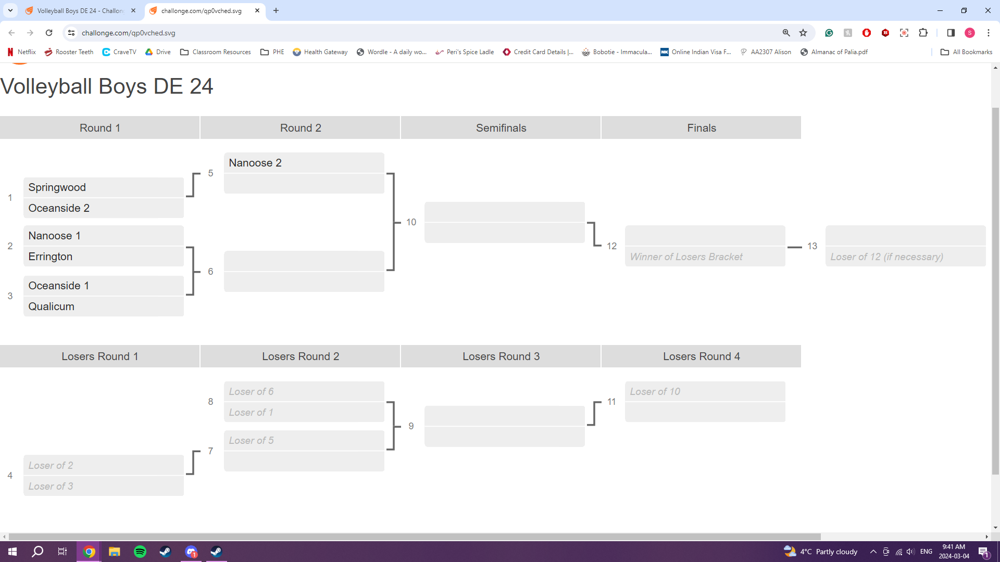 Volleyball Boys DE 24 - Challon
challonge.com/qp0vched.svg
challonge.com/qp0vched.svg
S
Netflix
Rooster Teeth
CraveTV
Drive
Classroom Resources
PHE
Health Gateway
Wordle - A daily wo...
Peri's Spice Ladle
Credit Card Details |...
Bobotie - Immacula...
NK
Online Indian Visa F...
AA2307 Alison
Almanac of Palia.pdf
All Bookmarks
Volleyball Boys DE 24
Round 1
Round 2
Semifinals
Finals
1
Springwood
Oceanside 2
2
Nanoose 1
Errington
3
Oceanside 1
Qualicum
5
Nanoose 2
6
10
12
Winner of Losers Bracket
13
Loser of 12 (if necessary)
Losers Round 1
Losers Round 2
Losers Round 3
Losers Round 4
4
Loser of 2
Loser of 3
8
Loser of 6
Loser of 1
7
Loser of 5
9
11
Loser of 10
1
4°C Partly cloudy
ENG
9:41 AM
2024-03-04
1